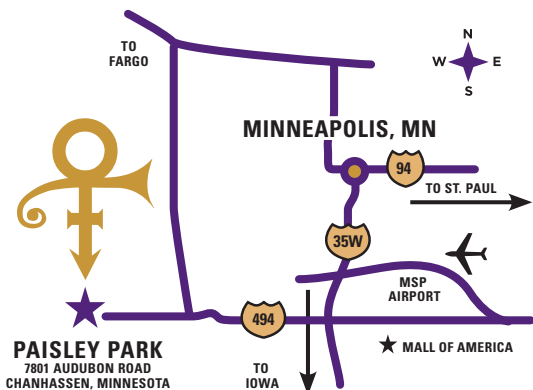 N
W E
S
TO
FARGO
MINNEAPOLIS, MN
94
TO ST. PAUL
35W
MSP
AIRPORT
494
PAISLEY PARK
7801 AUDUBON ROAD
CHANHASSEN, MINNESOTA
TO
IOWA
MALL OF AMERICA